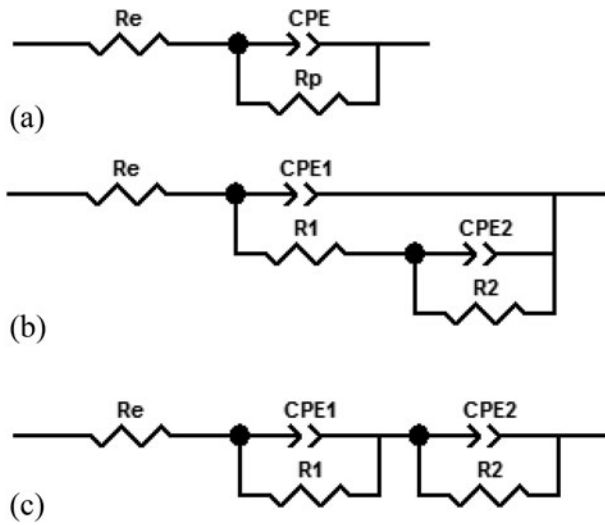 Re CPE
Rp
(a)
Re CPE1
R1 CPE2
R2
(b)
Re CPE1 CPE2
R1 R2
(c)